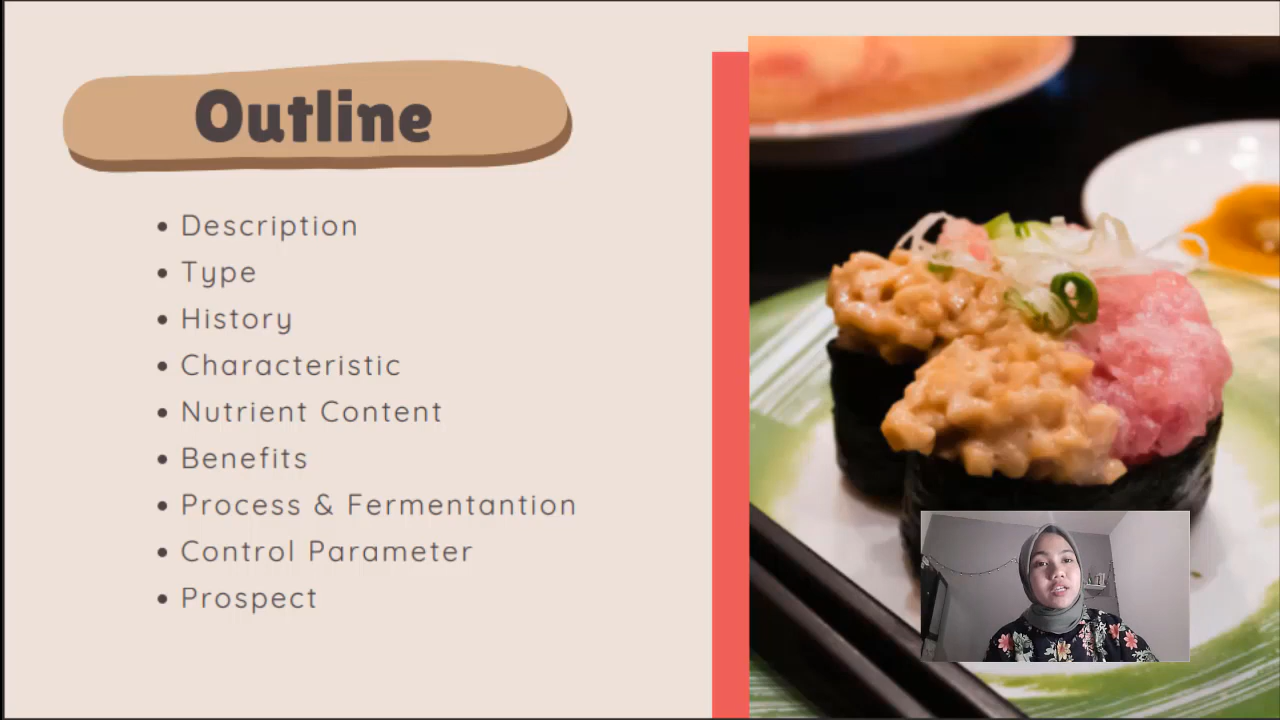 Outline
• Description
• Type
• History
• Characteristic
• Nutrient Content
• Benefits
• Process & Fermentantion
• Control Parameter
• Prospect